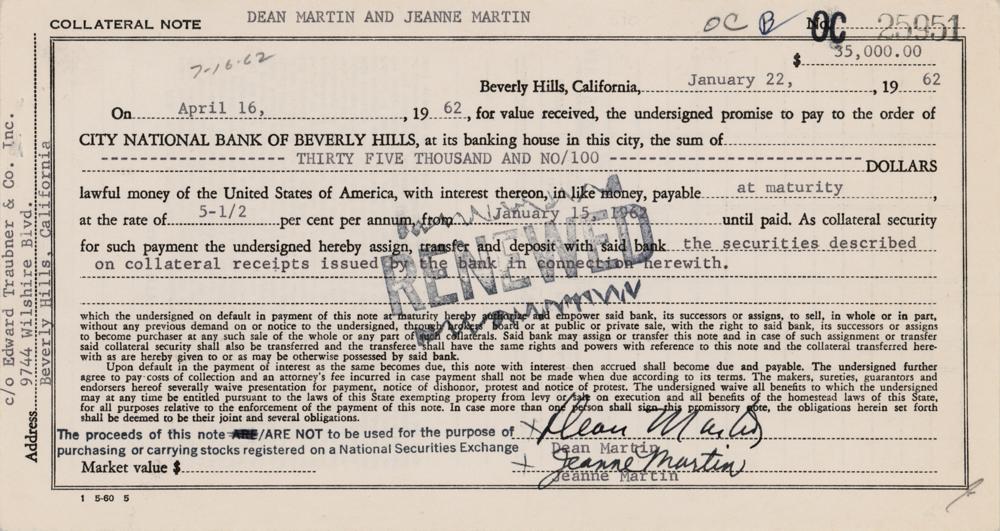 COLLATERAL NOTE DEAN MARTIN AND JEANNE MARTIN OC B No. OC 25951
7-16-62 $ 35,000.00
Beverly Hills, California, January 22, , 19 62
On April 16, , 19 62 , for value received, the undersigned promise to pay to the order of
CITY NATIONAL BANK OF BEVERLY HILLS, at its banking house in this city, the sum of
THIRTY FIVE THOUSAND AND NO/100 DOLLARS
lawful money of the United States of America, with interest thereon, in like money, payable at maturity ,
at the rate of 5-1/2 per cent per annum, from January 15, 1962 until paid. As collateral security
for such payment the undersigned hereby assign, transfer and deposit with said bank the securities described
on collateral receipts issued by the bank in connection herewith.
RENEWED
which the undersigned on default in payment of this note at maturity hereby authorize and empower said bank, its successors or assigns, to sell, in whole or in part,
without any previous demand on or notice to the undersigned, through brokers' board or at public or private sale, with the right to said bank, its successors or assigns
to become purchaser at any such sale of the whole or any part of such collaterals. Said bank may assign or transfer this note and in case of such assignment or transfer
said collateral security shall also be transferred and the transferee shall have the same rights and powers with reference to this note and the collateral transferred here-
with as are hereby given to or as may be otherwise possessed by said bank.
Upon default in the payment of interest as the same becomes due, this note with interest then accrued shall become due and payable. The undersigned further
agree to pay costs of collection and an attorney's fee incurred in case payment shall not be made when due according to its terms. The makers, sureties, guarantors and
endorsers hereof severally waive presentation for payment, notice of dishonor, protest and notice of protest. The undersigned waive all benefits to which the undersigned
may at any time be entitled pursuant to the laws of this State exempting property from levy or sale on execution and all benefits of the homestead laws of this State,
for all purposes relative to the enforcement of the payment of this note. In case more than one person shall sign this promissory note, the obligations herein set forth
shall be deemed to be their joint and several obligations.
The proceeds of this note ARE/ARE NOT to be used for the purpose of
purchasing or carrying stocks registered on a National Securities Exchange
Market value $
X Dean Martin
Dean Martin
X Jeanne Martin
Jeanne Martin
1 5-60 5
Address
c/o Edward Traubner & Co. Inc.
9744 Wilshire Blvd.
Beverly Hills, California